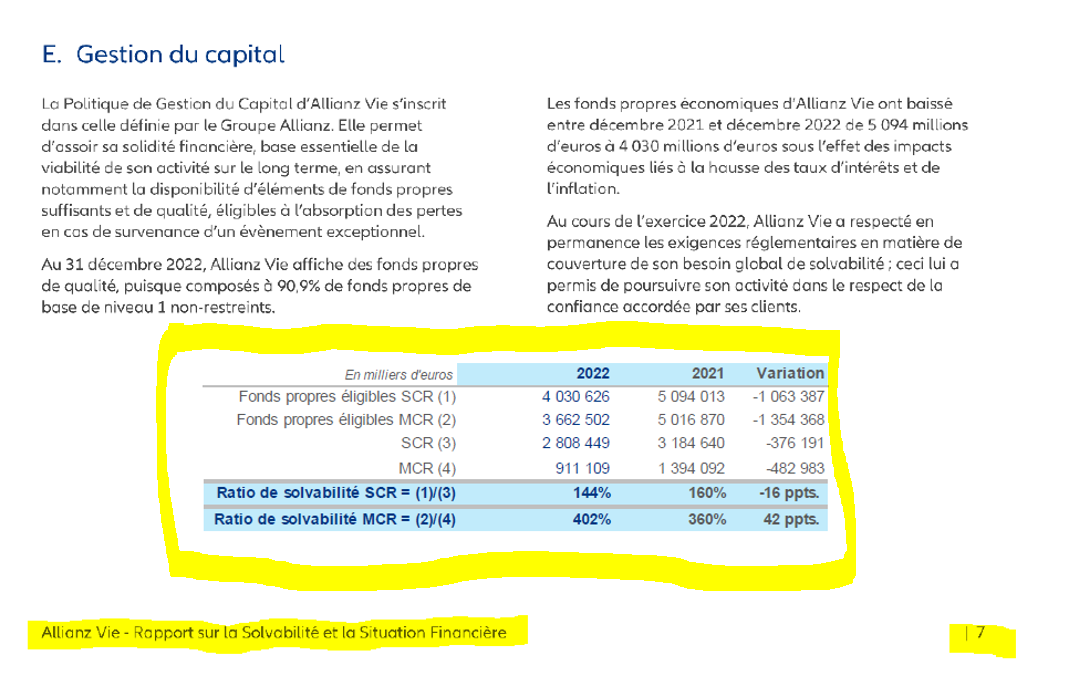 E. Gestion du capital
La Politique de Gestion du Capital d'Allianz Vie s'inscrit
dans celle définie par le Groupe Allianz. Elle permet
d'assoir sa solidité financière, base essentielle de la
viabilité de son activité sur le long terme, en assurant
notamment la disponibilité d'éléments de fonds propres
suffisants et de qualité, éligibles à l'absorption des pertes
en cas de survenance d'un évènement exceptionnel.
Au 31 décembre 2022, Allianz Vie affiche des fonds propres
de qualité, puisque composés à 90,9% de fonds propres de
base de niveau 1 non-restreints.
Les fonds propres économiques d'Allianz Vie ont baissé
entre décembre 2021 et décembre 2022 de 5 094 millions
d'euros à 4 030 millions d'euros sous l'effet des impacts
économiques liés à la hausse des taux d'intérêts et de
l'inflation.
Au cours de l'exercice 2022, Allianz Vie a respecté en
permanence les exigences réglementaires en matière de
couverture de son besoin global de solvabilité ; ceci lui a
permis de poursuivre son activité dans le respect de la
confiance accordée par ses clients.
En milliers d'euros 2022 2021 Variation
Fonds propres éligibles SCR (1) 4 030 626 5 094 013 -1 063 387
Fonds propres éligibles MCR (2) 3 662 502 5 016 870 -1 354 368
SCR (3) 2 808 449 3 184 640 -376 191
MCR (4) 911 109 1 394 092 -482 983
Ratio de solvabilité SCR = (1)/(3) 144% 160% -16 ppts.
Ratio de solvabilité MCR = (2)/(4) 402% 360% 42 ppts.
Allianz Vie - Rapport sur la Solvabilité et la Situation Financière | 7